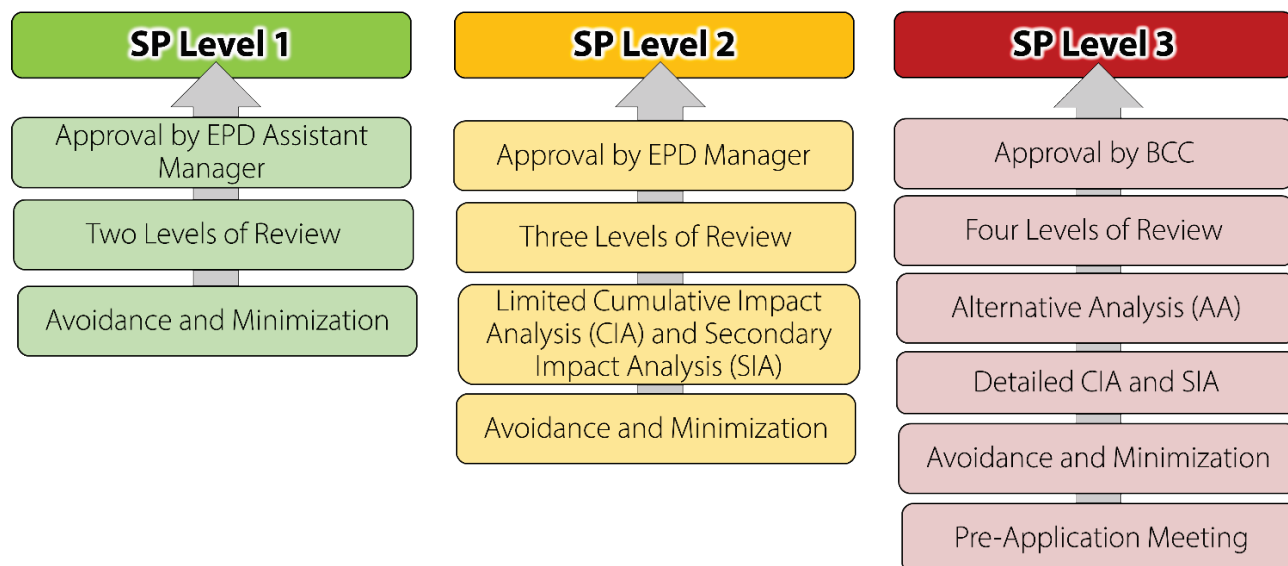 SP Level 1
Approval by EPD Assistant
Manager
Two Levels of Review
Avoidance and Minimization
SP Level 2
Approval by EPD Manager
Three Levels of Review
Limited Cumulative Impact
Analysis (CIA) and Secondary
Impact Analysis (SIA)
Avoidance and Minimization
SP Level 3
Approval by BCC
Four Levels of Review
Alternative Analysis (AA)
Detailed CIA and SIA
Avoidance and Minimization
Pre-Application Meeting